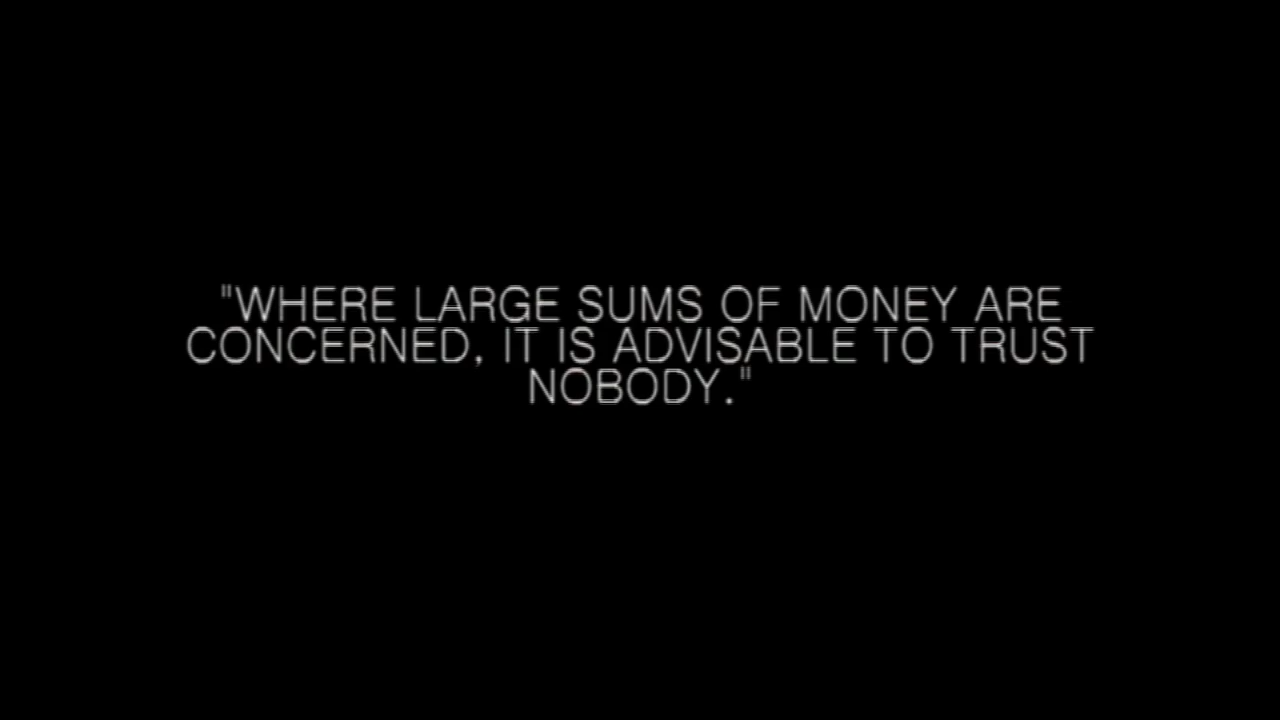 "WHERE LARGE SUMS OF MONEY ARE
CONCERNED, IT IS ADVISABLE TO TRUST
NOBODY."